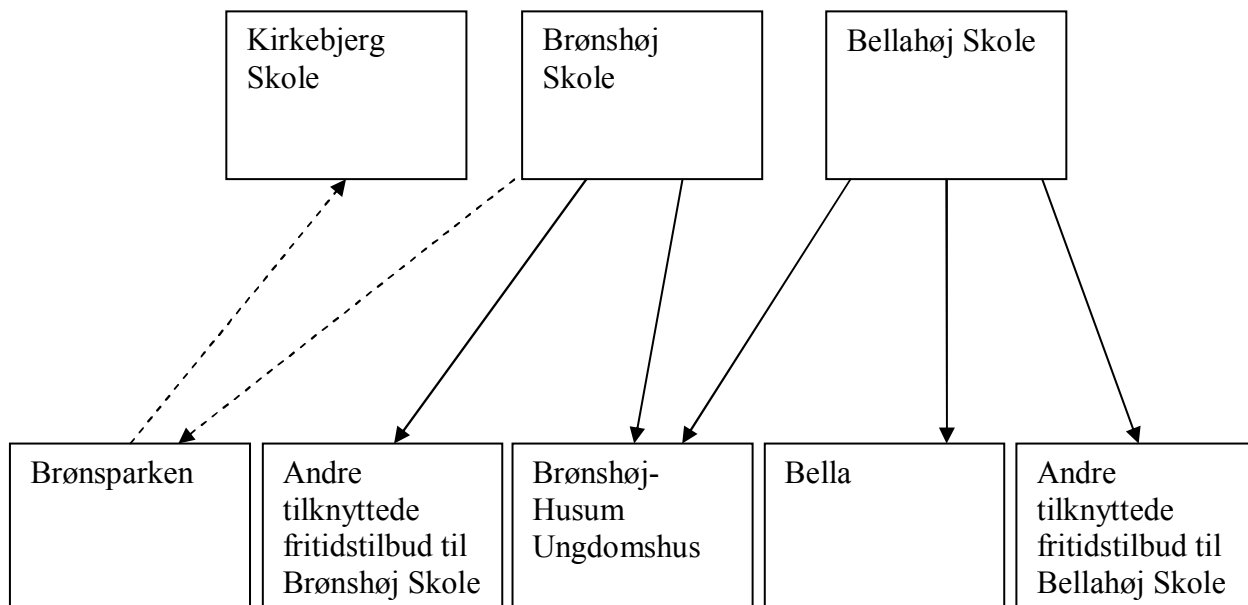 Kirkebjerg
Skole
Brønshøj
Skole
Bellahøj Skole
Brønsparken
Andre
tilknyttede
fritidstilbud til
Brønshøj Skole
Brønshøj-
Husum
Ungdomshus
Bella
Andre
tilknyttede
fritidstilbud til
Bellahøj Skole